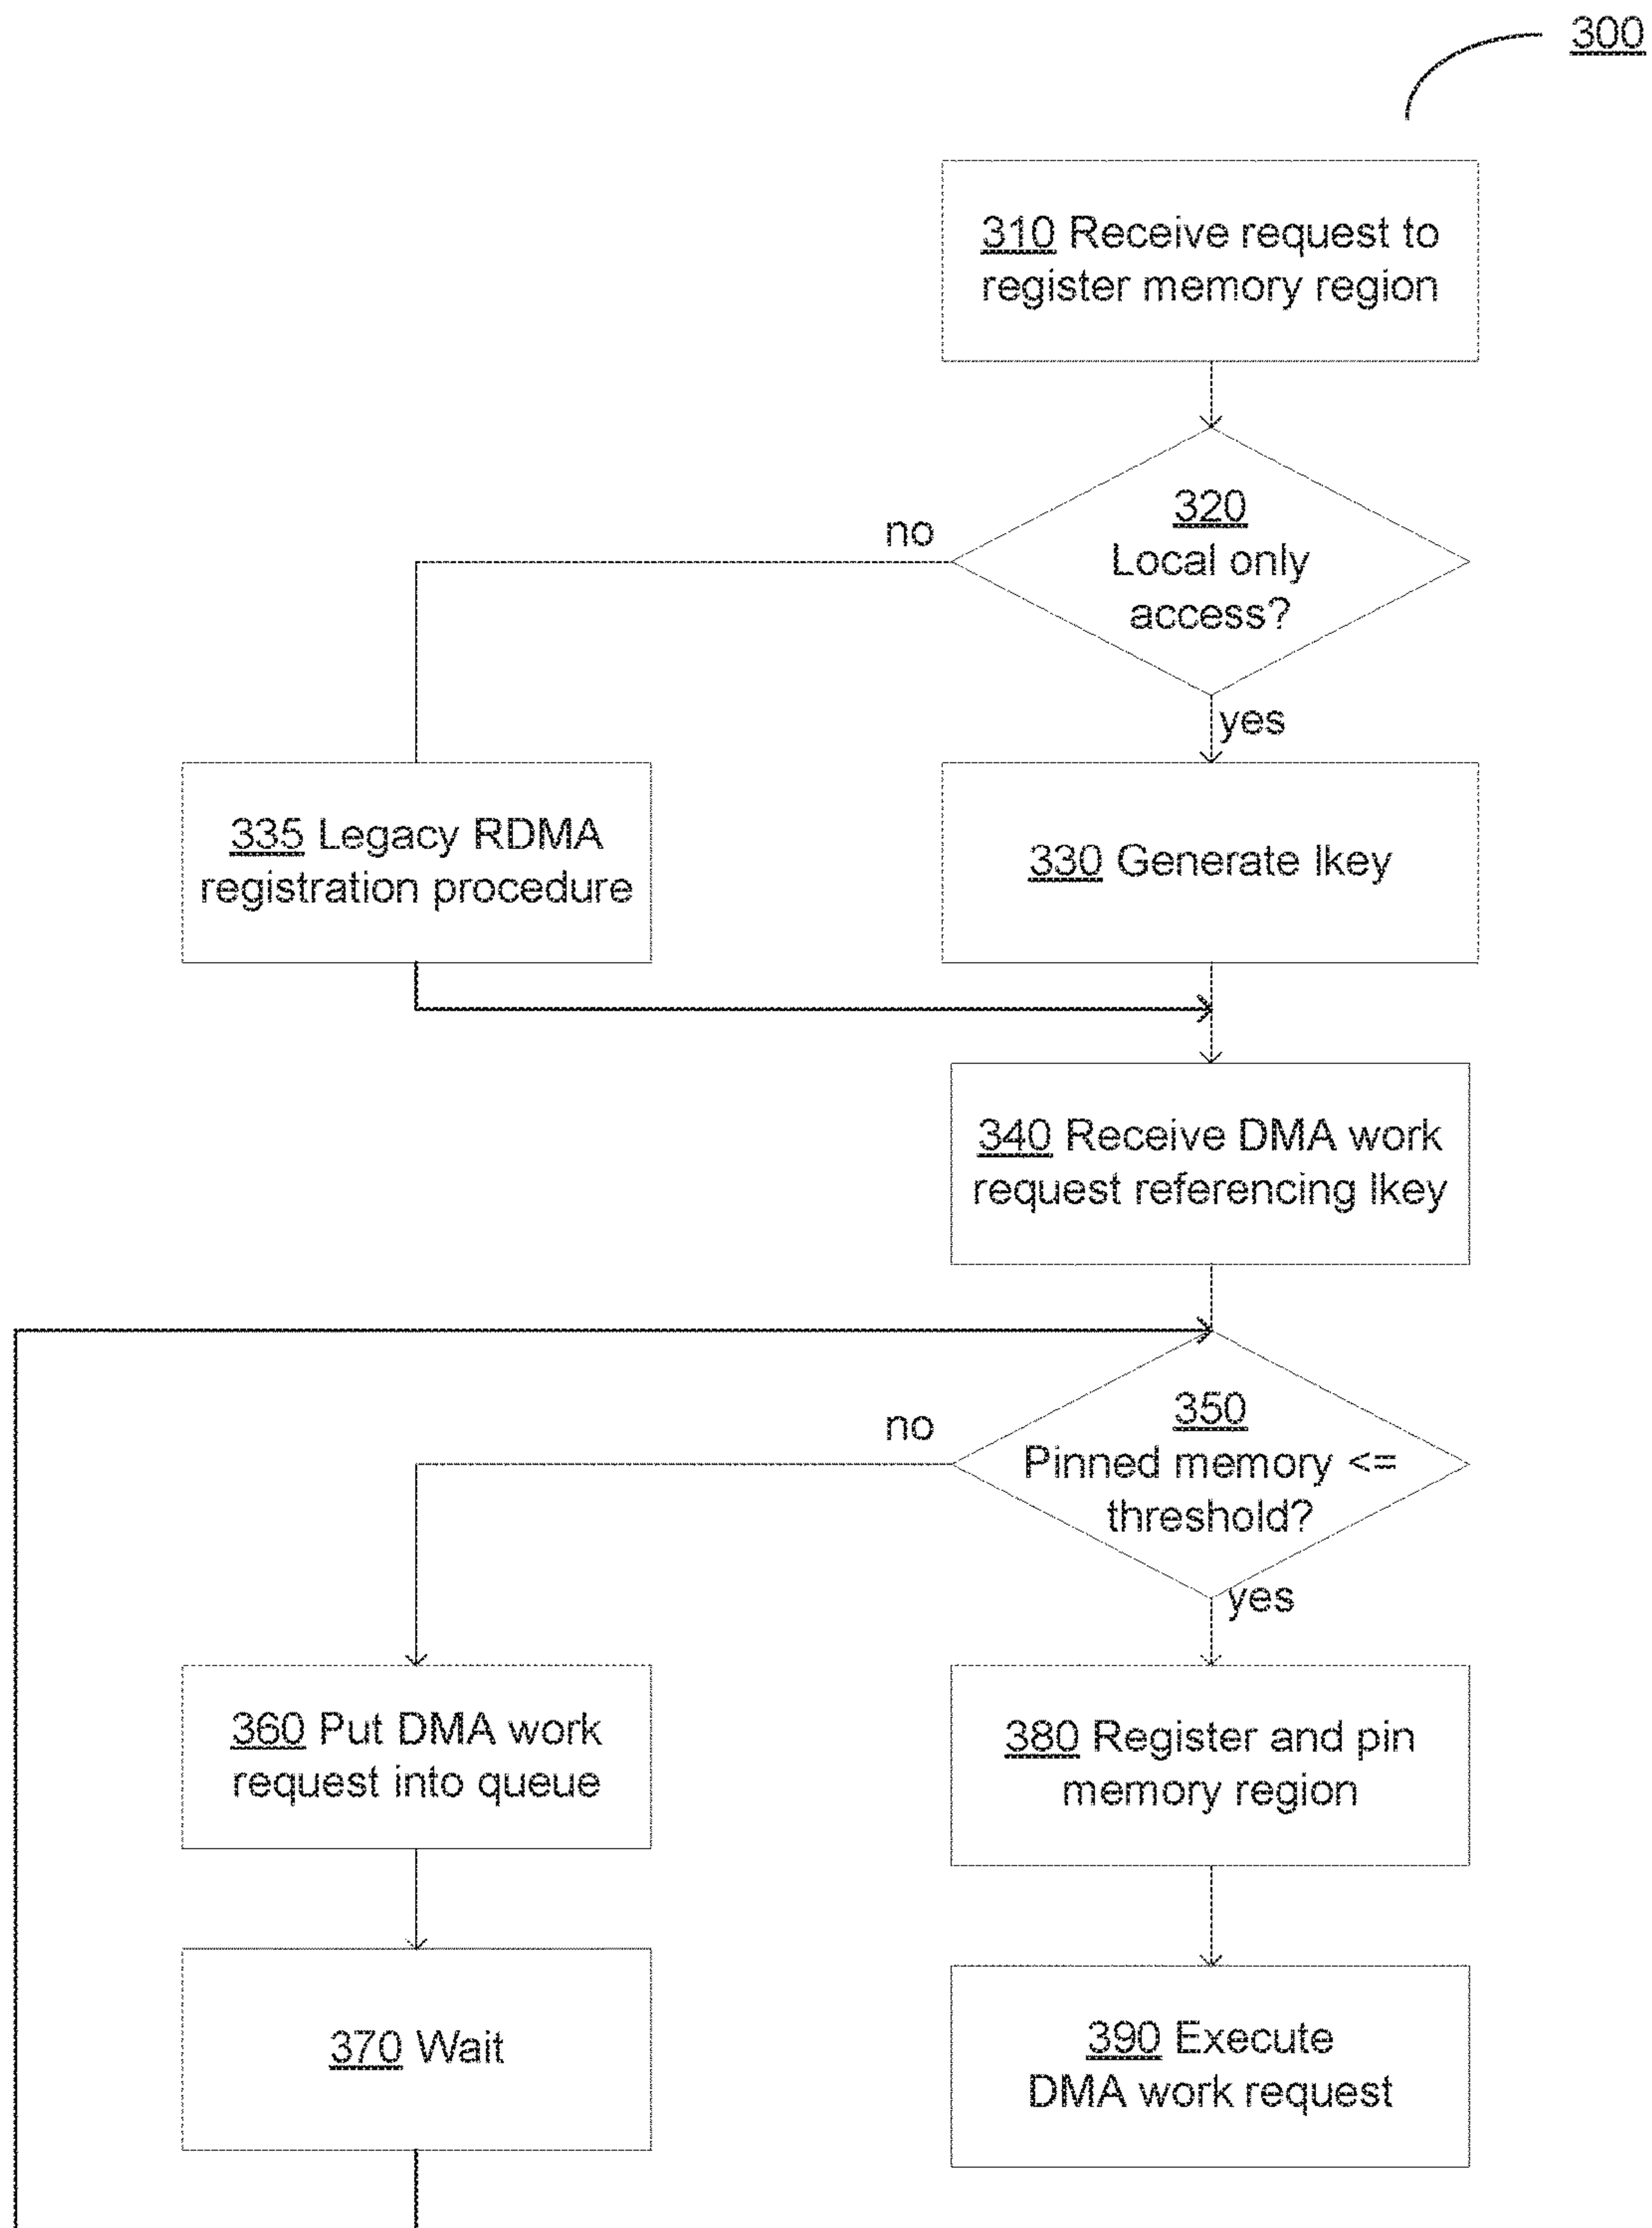 300
310 Receive request to
register memory region
320
Local only
access?
no
yes
335 Legacy RDMA
registration procedure
330 Generate lkey
340 Receive DMA work
request referencing lkey
350
Pinned memory <=
threshold?
no
yes
360 Put DMA work
request into queue
380 Register and pin
memory region
370 Wait
390 Execute
DMA work request